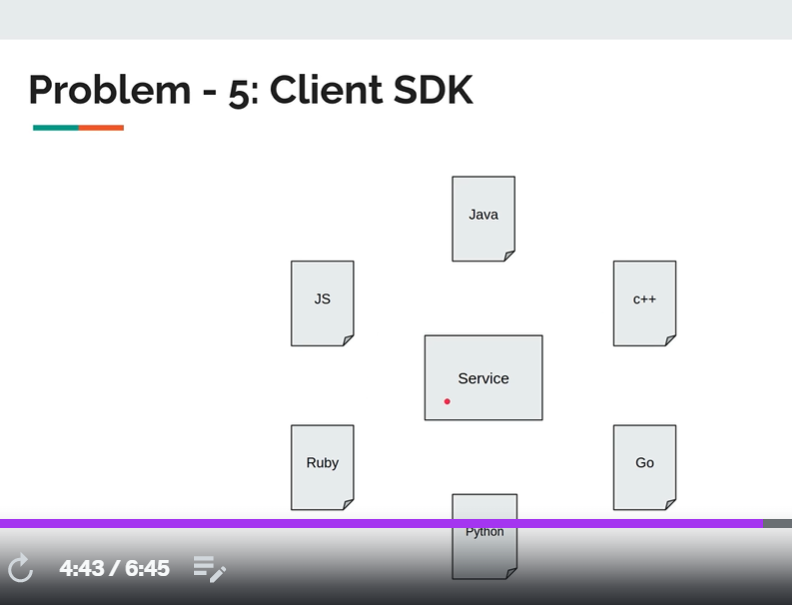 Problem - 5: Client SDK
Java
JS
c++
Service
Ruby
Go
Python
4:43 / 6:45